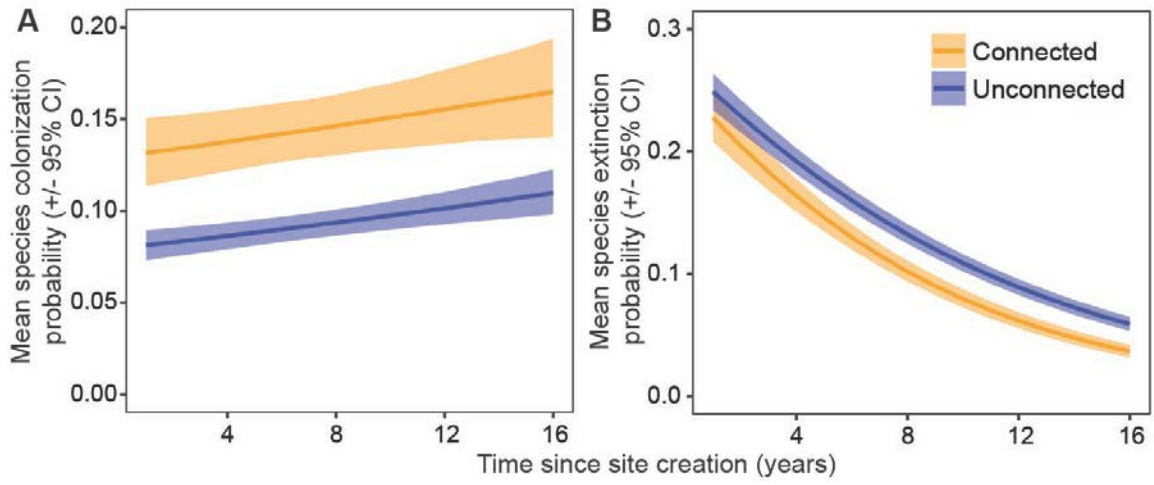 A
Mean species colonization
probability (+/- 95% CI)
0.20
0.15
0.10
0.05
0.00
4
8
12
16
B
Mean species extinction
probability (+/- 95% CI)
0.3
0.2
0.1
0.0
4
8
12
16
Connected
Unconnected
Time since site creation (years)